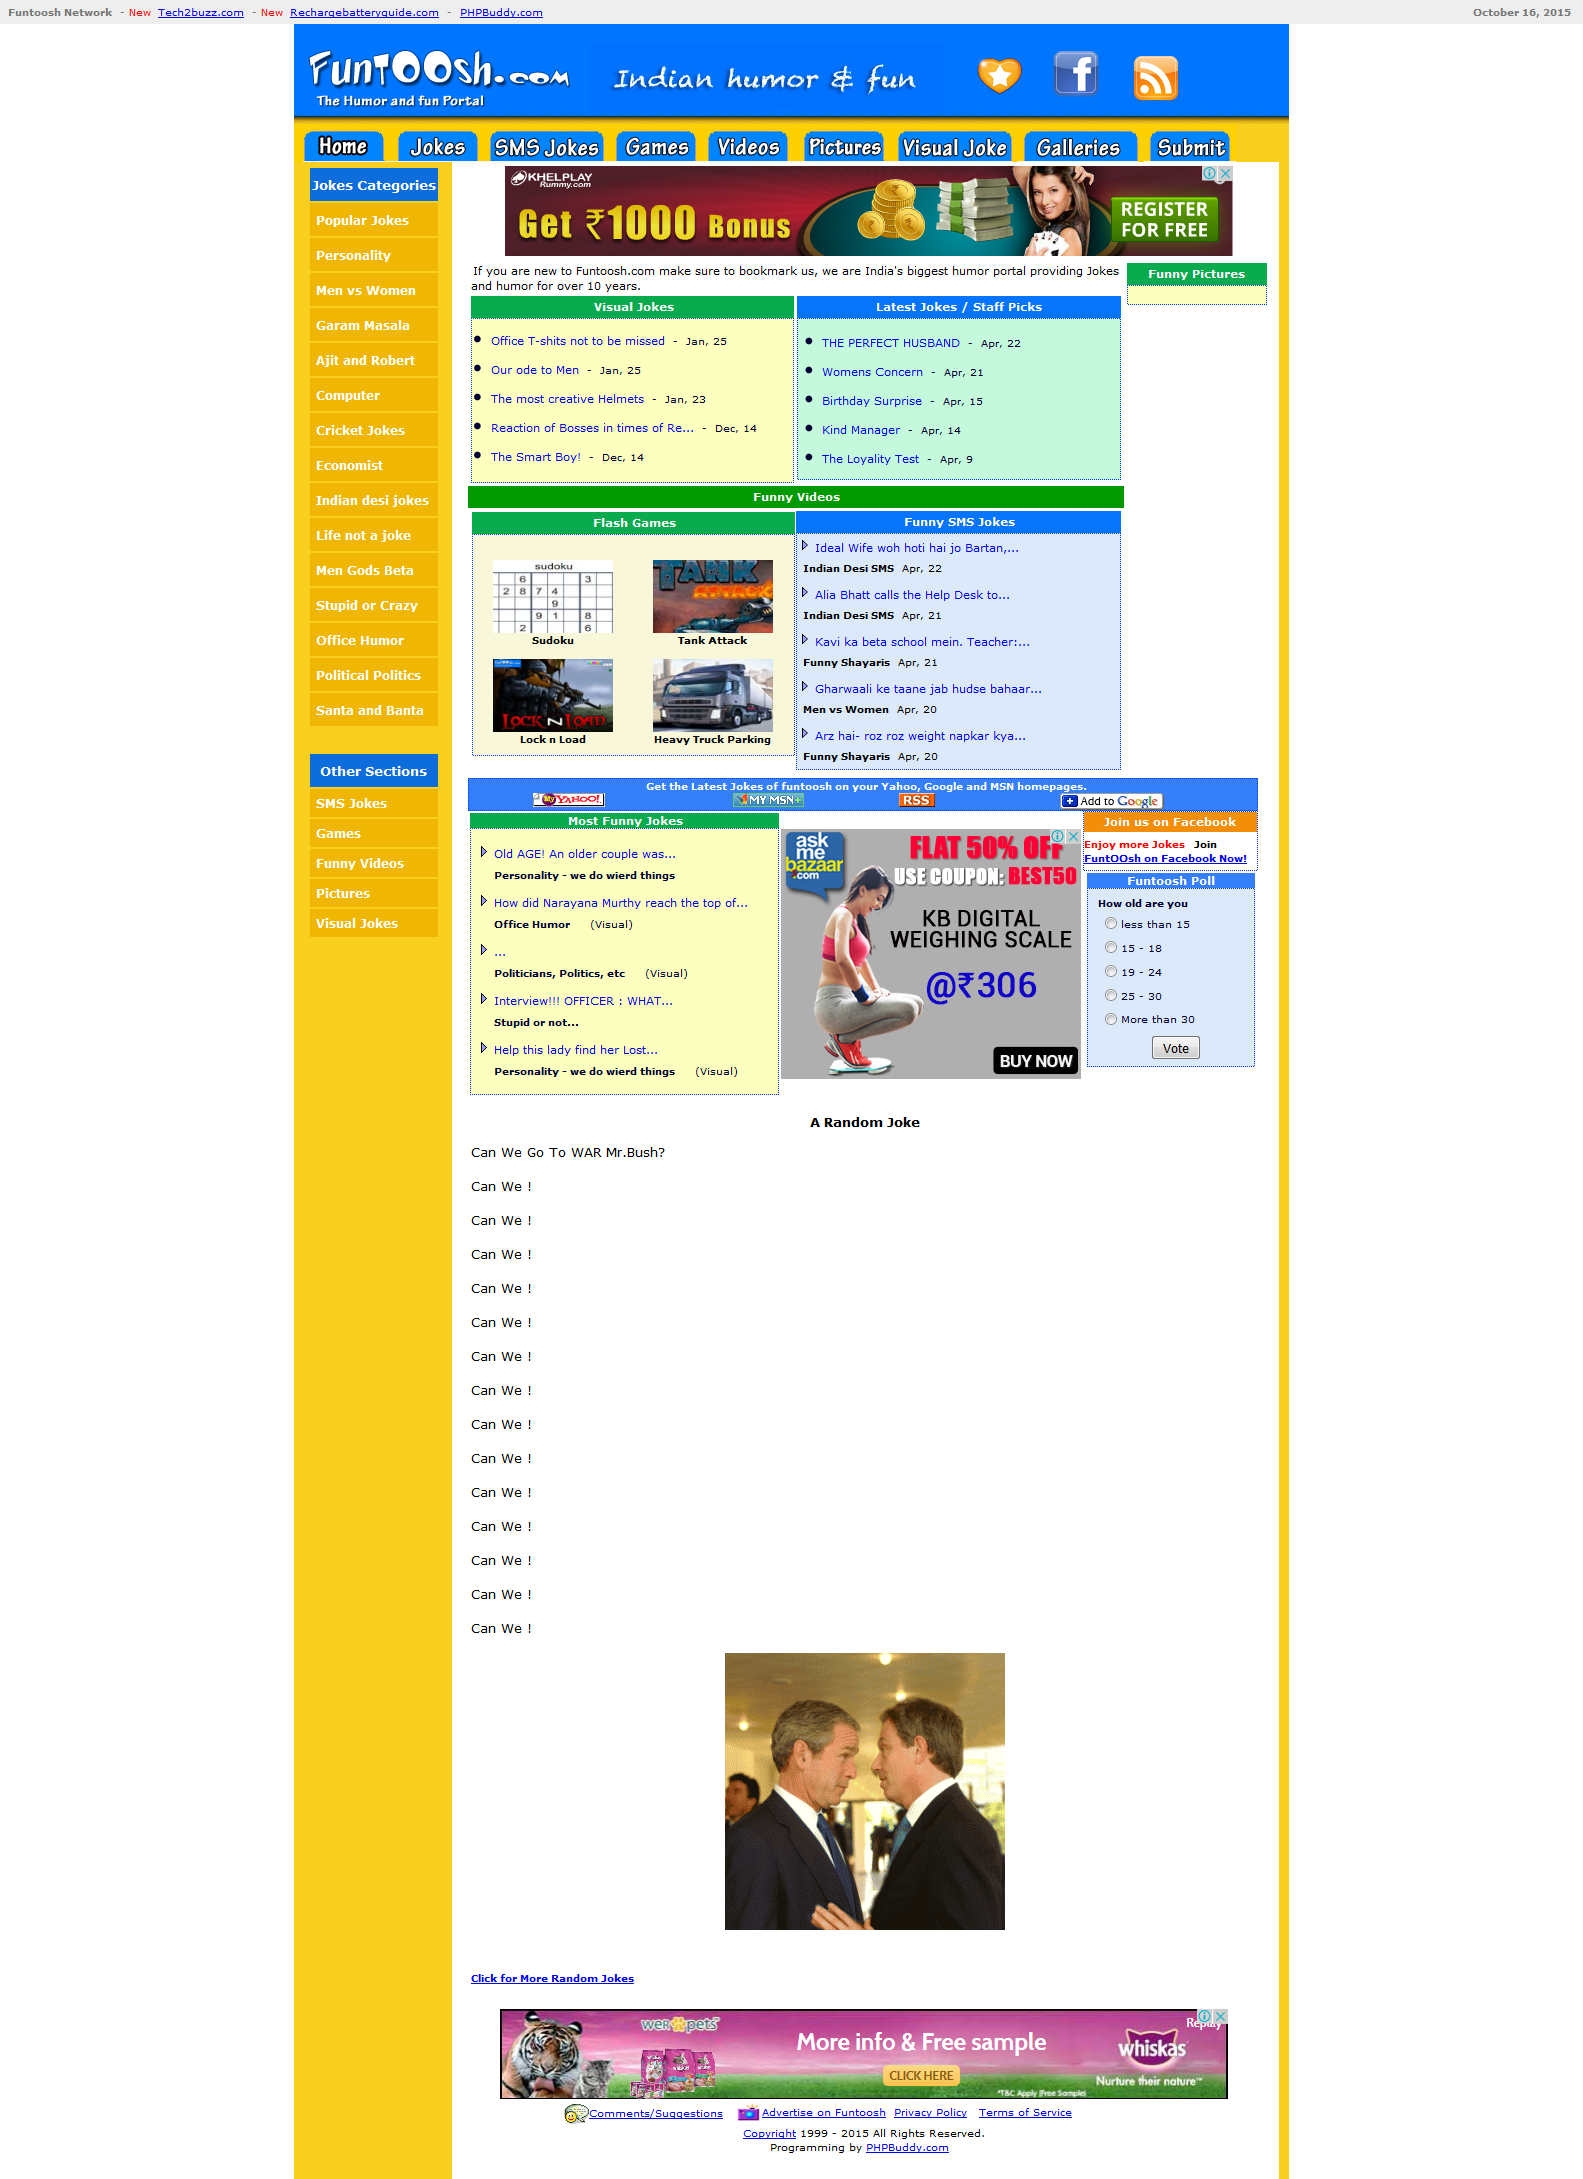 Funtoosh Network - New Tech2buzz.com - New Rechargebatteryguide.com - PHPBuddy.com
October 16, 2015
FunTOOsh.com
The Humor and fun Portal
Indian humor & fun
Home Jokes SMS Jokes Games Videos Pictures Visual Joke Galleries Submit
Jokes Categories
Popular Jokes
Personality
Men vs Women
Garam Masala
Ajit and Robert
Computer
Cricket Jokes
Economist
Indian desi jokes
Life not a joke
Men Gods Beta
Stupid or Crazy
Office Humor
Political Politics
Santa and Banta
Other Sections
SMS Jokes
Games
Funny Videos
Pictures
Visual Jokes
KHELPLAY
Rummy.com
Get ₹1000 Bonus
REGISTER
FOR FREE
If you are new to Funtoosh.com make sure to bookmark us, we are India's biggest humor portal providing Jokes
and humor for over 10 years.
Funny Pictures
Visual Jokes
Office T-shits not to be missed - Jan, 25
Our ode to Men - Jan, 25
The most creative Helmets - Jan, 23
Reaction of Bosses in times of Re... - Dec, 14
The Smart Boy! - Dec, 14
Latest Jokes / Staff Picks
THE PERFECT HUSBAND - Apr, 22
Womens Concern - Apr, 21
Birthday Surprise - Apr, 15
Kind Manager - Apr, 14
The Loyality Test - Apr, 9
Funny Videos
Flash Games
sudoku
6 3
2 8 7 4
9
9 1 8
2 6
Sudoku
TANK
ATTACK
Tank Attack
LOCK N LOAD
Lock n Load
Heavy Truck Parking
Funny SMS Jokes
Ideal Wife woh hoti hai jo Bartan,...
Indian Desi SMS Apr, 22
Alia Bhatt calls the Help Desk to...
Indian Desi SMS Apr, 21
Kavi ka beta school mein. Teacher:...
Funny Shayaris Apr, 21
Gharwaali ke taane jab hudse bahaar...
Men vs Women Apr, 20
Arz hai- roz roz weight napkar kya...
Funny Shayaris Apr, 20
Get the Latest Jokes of funtoosh on your Yahoo, Google and MSN homepages.
MY YAHOO! MY MSN+ RSS + Add to Google
Most Funny Jokes
Old AGE! An older couple was...
Personality - we do wierd things
How did Narayana Murthy reach the top of...
Office Humor (Visual)
...
Politicians, Politics, etc (Visual)
Interview!!! OFFICER : WHAT...
Stupid or not...
Help this lady find her Lost...
Personality - we do wierd things (Visual)
ask
me
bazaar
.com
FLAT 50% OFF
USE COUPON: BEST50
KB DIGITAL
WEIGHING SCALE
@₹306
BUY NOW
Join us on Facebook
Enjoy more Jokes Join
FuntOOsh on Facebook Now!
Funtoosh Poll
How old are you
less than 15
15 - 18
19 - 24
25 - 30
More than 30
Vote
A Random Joke
Can We Go To WAR Mr.Bush?
Can We !
Can We !
Can We !
Can We !
Can We !
Can We !
Can We !
Can We !
Can We !
Can We !
Can We !
Can We !
Can We !
Can We !
Click for More Random Jokes
WER PETS
More info & Free sample
CLICK HERE
*T&C Apply (Free Sample)
Replay
whiskas
Nurture their nature™
Comments/Suggestions Advertise on Funtoosh Privacy Policy Terms of Service
Copyright 1999 - 2015 All Rights Reserved.
Programming by PHPBuddy.com